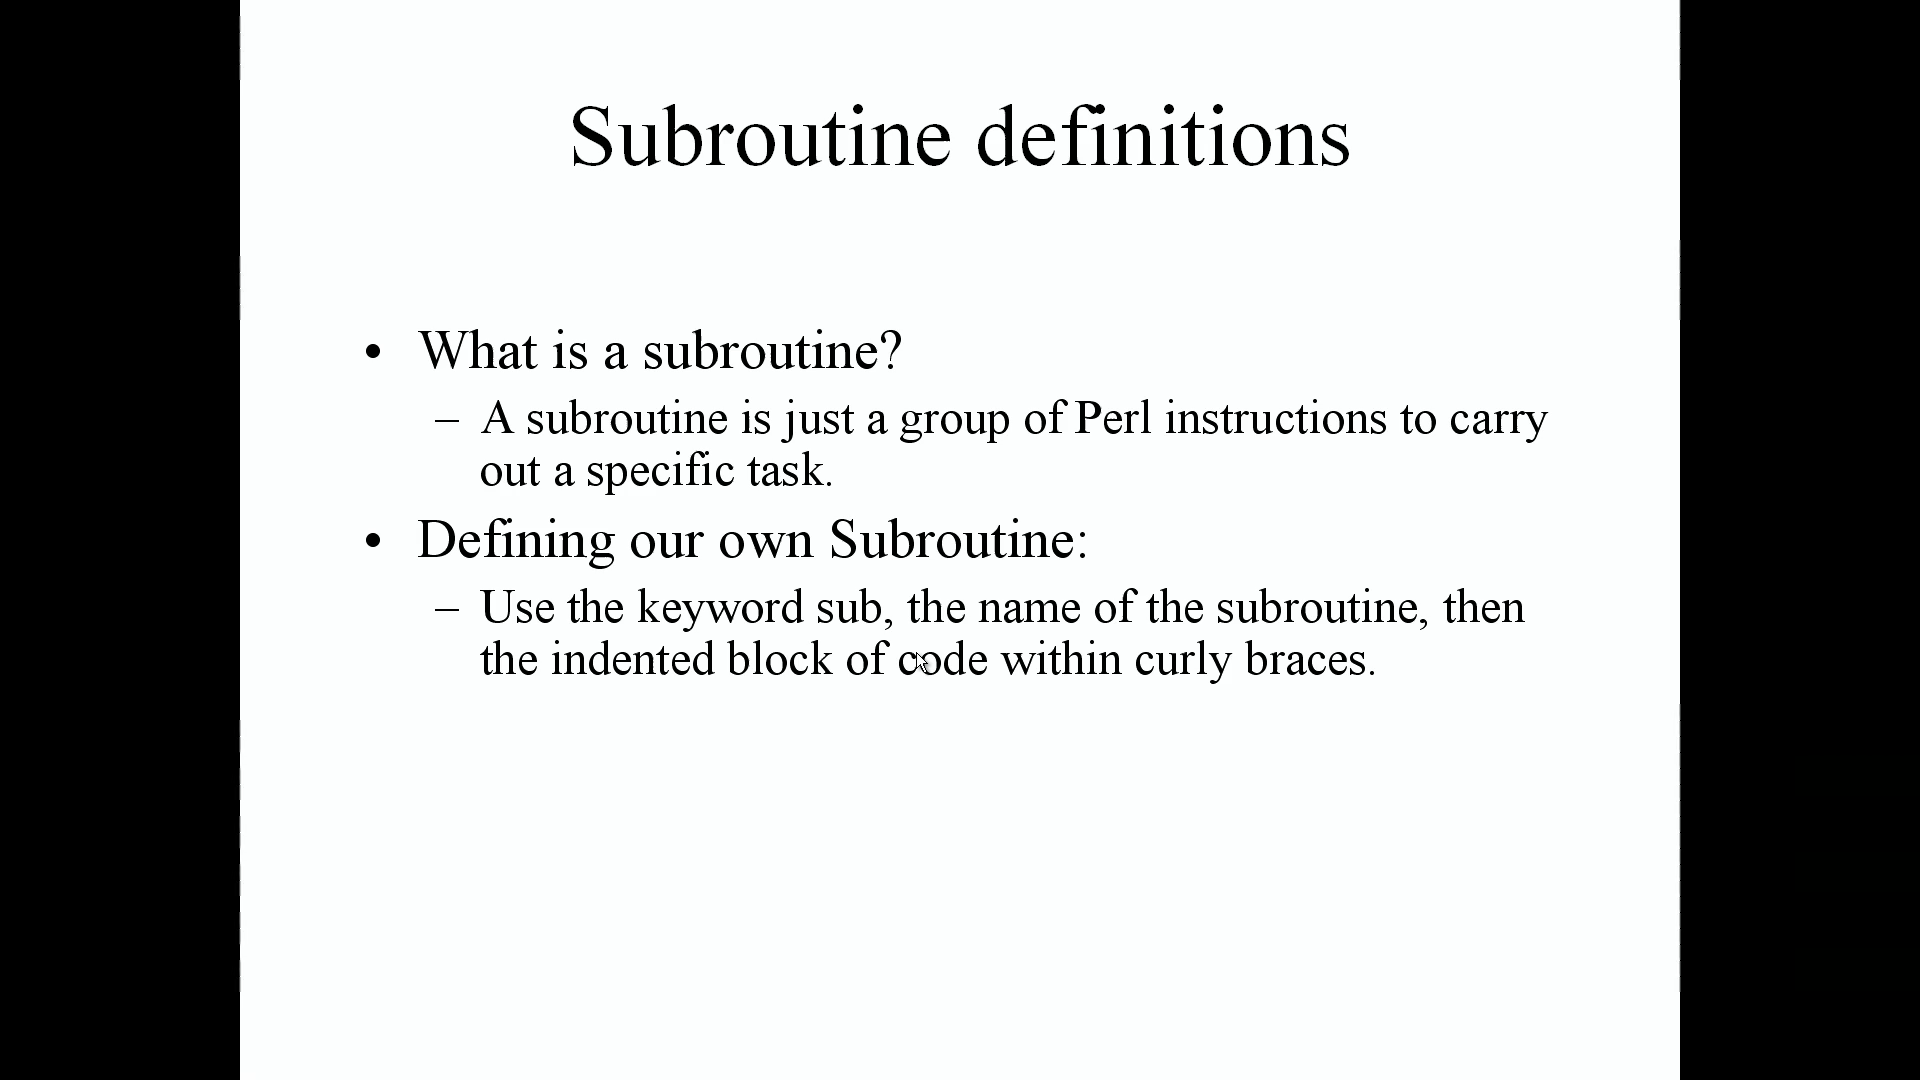 Subroutine definitions
• What is a subroutine?
– A subroutine is just a group of Perl instructions to carry
out a specific task.
• Defining our own Subroutine:
– Use the keyword sub, the name of the subroutine, then
the indented block of code within curly braces.